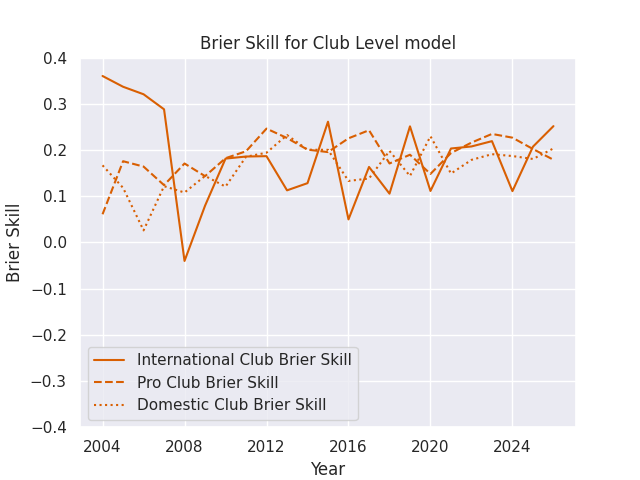 Brier Skill for Club Level model
0.4
0.3
0.2
0.1
0.0
−0.1
−0.2
−0.3
−0.4
Brier Skill
International Club Brier Skill
Pro Club Brier Skill
Domestic Club Brier Skill
2004 2008 2012 2016 2020 2024
Year